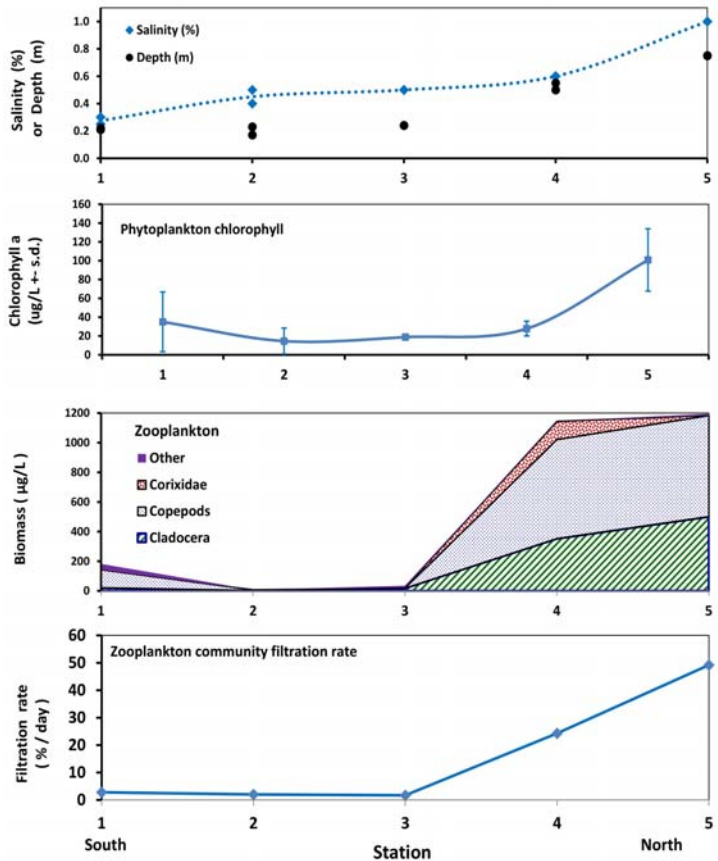 1.0
0.8
0.6
0.4
0.2
0.0
Salinity (%)
or Depth (m)
Salinity (%)
Depth (m)
1 2 3 4 5
160
140
120
100
80
60
40
20
0
Chlorophyll a
(ug/L +- s.d.)
Phytoplankton chlorophyll
1 2 3 4 5
1200
1000
800
600
400
200
0
Biomass ( µg/L )
Zooplankton
Other
Corixidae
Copepods
Cladocera
1 2 3 4 5
60
50
40
30
20
10
0
Filtration rate
( % / day )
Zooplankton community filtration rate
1 2 3 4 5
South Station North